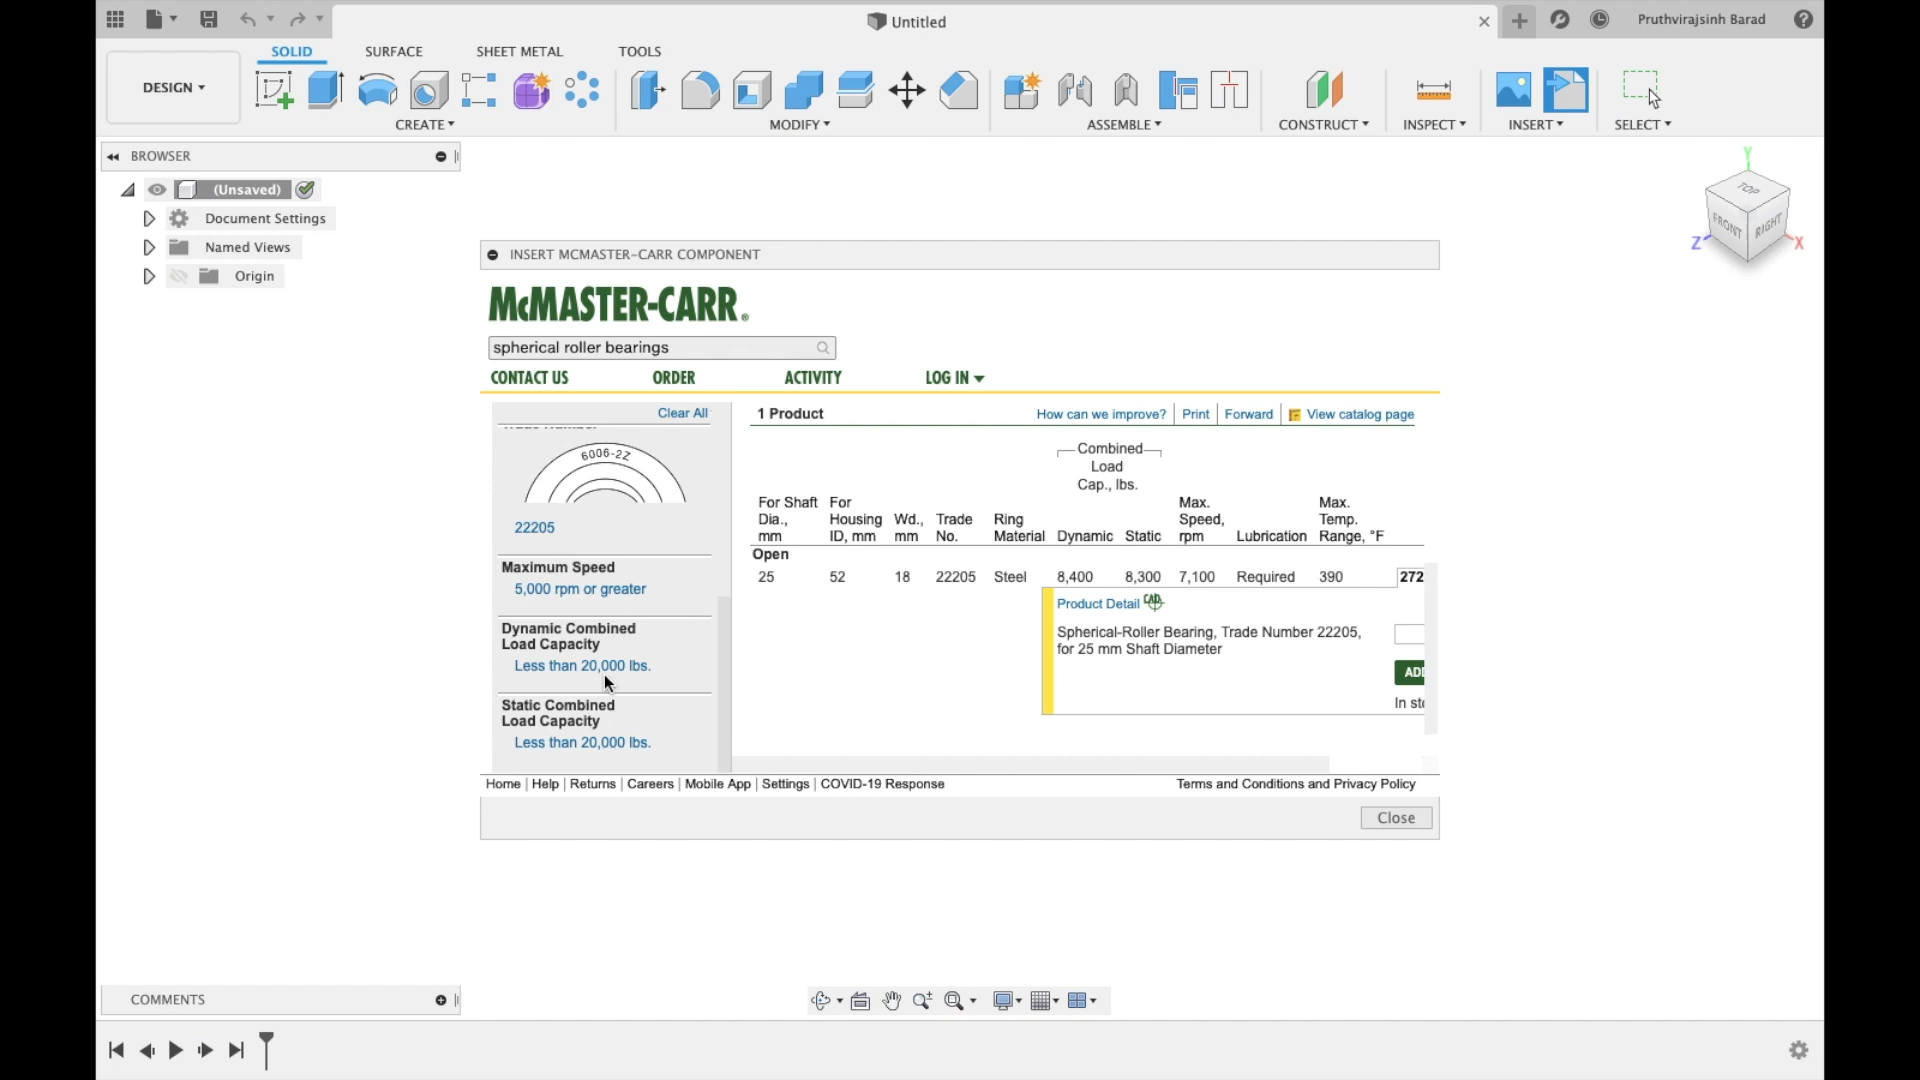 Untitled
Pruthvirajsinh Barad
DESIGN
SOLID
SURFACE
SHEET METAL
TOOLS
CREATE
MODIFY
ASSEMBLE
CONSTRUCT
INSPECT
INSERT
SELECT
BROWSER
(Unsaved)
Document Settings
Named Views
Origin
Y
TOP
FRONT
RIGHT
Z
X
INSERT MCMASTER-CARR COMPONENT
McMASTER-CARR®
spherical roller bearings
CONTACT US
ORDER
ACTIVITY
LOG IN
Clear All
6006-2Z
22205
Maximum Speed
5,000 rpm or greater
Dynamic Combined
Load Capacity
Less than 20,000 lbs.
Static Combined
Load Capacity
Less than 20,000 lbs.
1 Product
How can we improve?
Print
Forward
View catalog page
Combined
Load
Cap., lbs.
For Shaft
Dia.,
mm
For
Housing
ID, mm
Wd.,
mm
Trade
No.
Ring
Material
Dynamic
Static
Max.
Speed,
rpm
Lubrication
Max.
Temp.
Range, °F
Open
25 52 18 22205 Steel 8,400 8,300 7,100 Required 390 272
Product Detail CAD
Spherical-Roller Bearing, Trade Number 22205,
for 25 mm Shaft Diameter
Home | Help | Returns | Careers | Mobile App | Settings | COVID-19 Response
Terms and Conditions and Privacy Policy
Close
COMMENTS